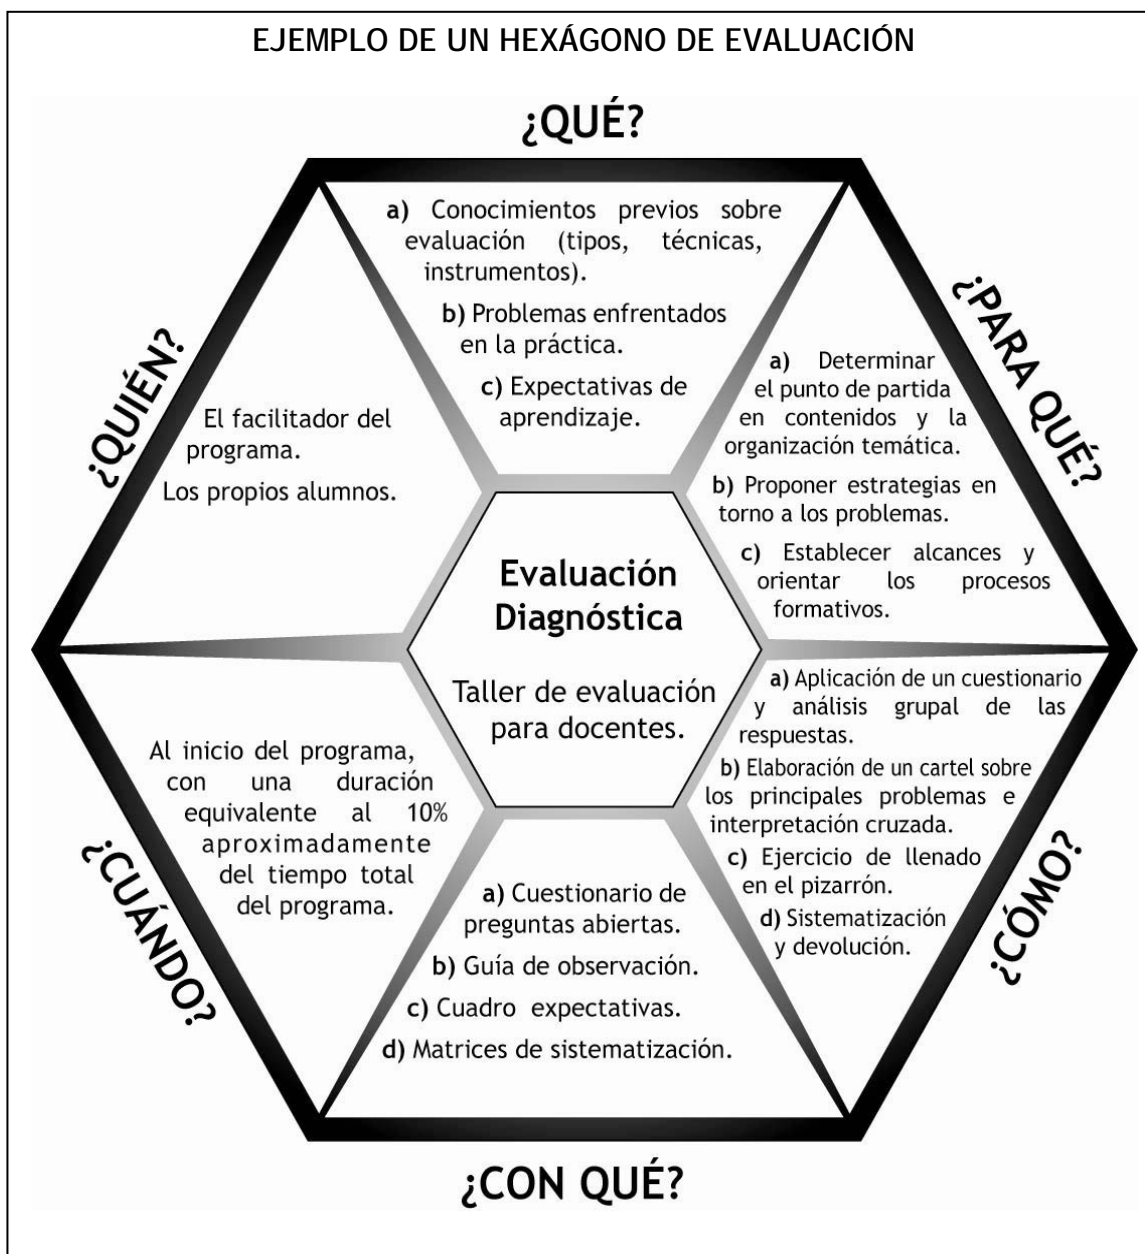 EJEMPLO DE UN HEXÁGONO DE EVALUACIÓN
¿QUÉ?
a) Conocimientos previos sobre
evaluación (tipos, técnicas,
instrumentos).
b) Problemas enfrentados
en la práctica.
c) Expectativas de
aprendizaje.
¿PARA QUÉ?
a) Determinar
el punto de partida
en contenidos y la
organización temática.
b) Proponer estrategias en
torno a los problemas.
c) Establecer alcances y
orientar los procesos
formativos.
¿CÓMO?
a) Aplicación de un cuestionario
y análisis grupal de las
respuestas.
b) Elaboración de un cartel sobre
los principales problemas e
interpretación cruzada.
c) Ejercicio de llenado
en el pizarrón.
d) Sistematización
y devolución.
¿CON QUÉ?
a) Cuestionario de
preguntas abiertas.
b) Guía de observación.
c) Cuadro expectativas.
d) Matrices de sistematización.
¿CUÁNDO?
Al inicio del programa,
con una duración
equivalente al 10%
aproximadamente
del tiempo total
del programa.
¿QUIÉN?
El facilitador del
programa.
Los propios alumnos.
Evaluación
Diagnóstica
Taller de evaluación
para docentes.